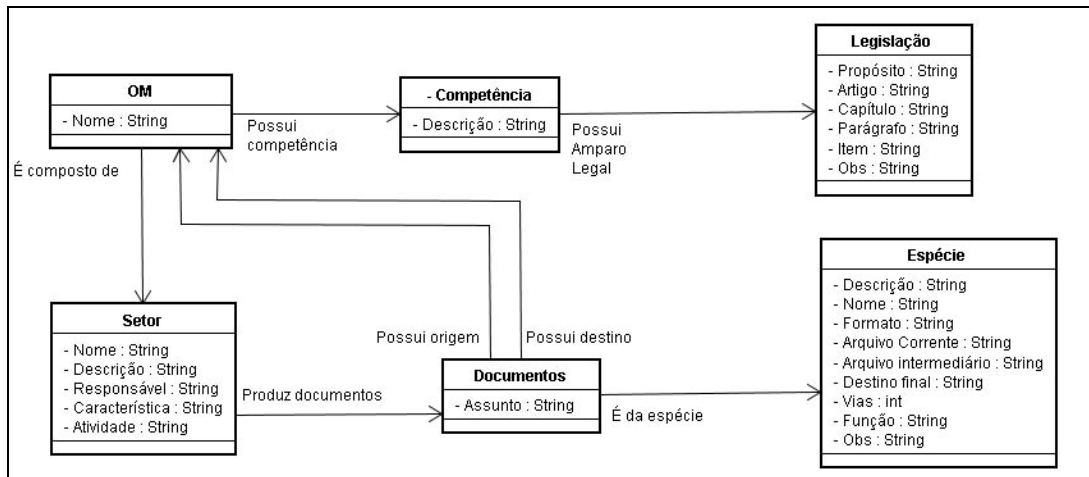 OM
- Nome : String
Possui
competência
- Competência
- Descrição : String
Possui
Amparo
Legal
Legislação
- Propósito : String
- Artigo : String
- Capítulo : String
- Parágrafo : String
- Item : String
- Obs : String
É composto de
Setor
- Nome : String
- Descrição : String
- Responsável : String
- Característica : String
- Atividade : String
Produz documentos
Possui origem
Possui destino
Documentos
- Assunto : String
É da espécie
Espécie
- Descrição : String
- Nome : String
- Formato : String
- Arquivo Corrente : String
- Arquivo intermediário : String
- Destino final : String
- Vias : int
- Função : String
- Obs : String